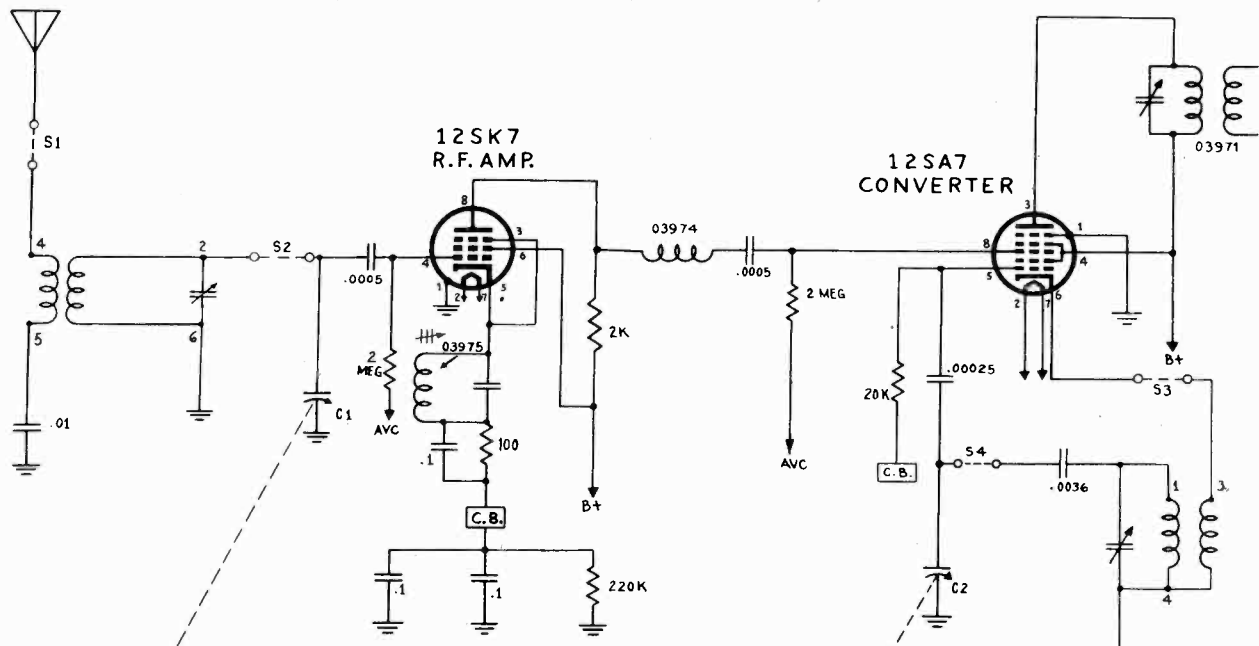 S1
4
5
.01
2
6
S2
C1
.0005
2
MEG
AVC
12SK7
R.F. AMP.
8
3
6
4
1
2
7
5
03975
.1
100
C.B.
.1
.1
220K
2K
B+
03974
.0005
2 MEG
AVC
12SA7
CONVERTER
3
1
8
4
5
2
7
6
20K
C.B.
.00025
S4
C2
.0036
1
4
3
S3
B+
03971